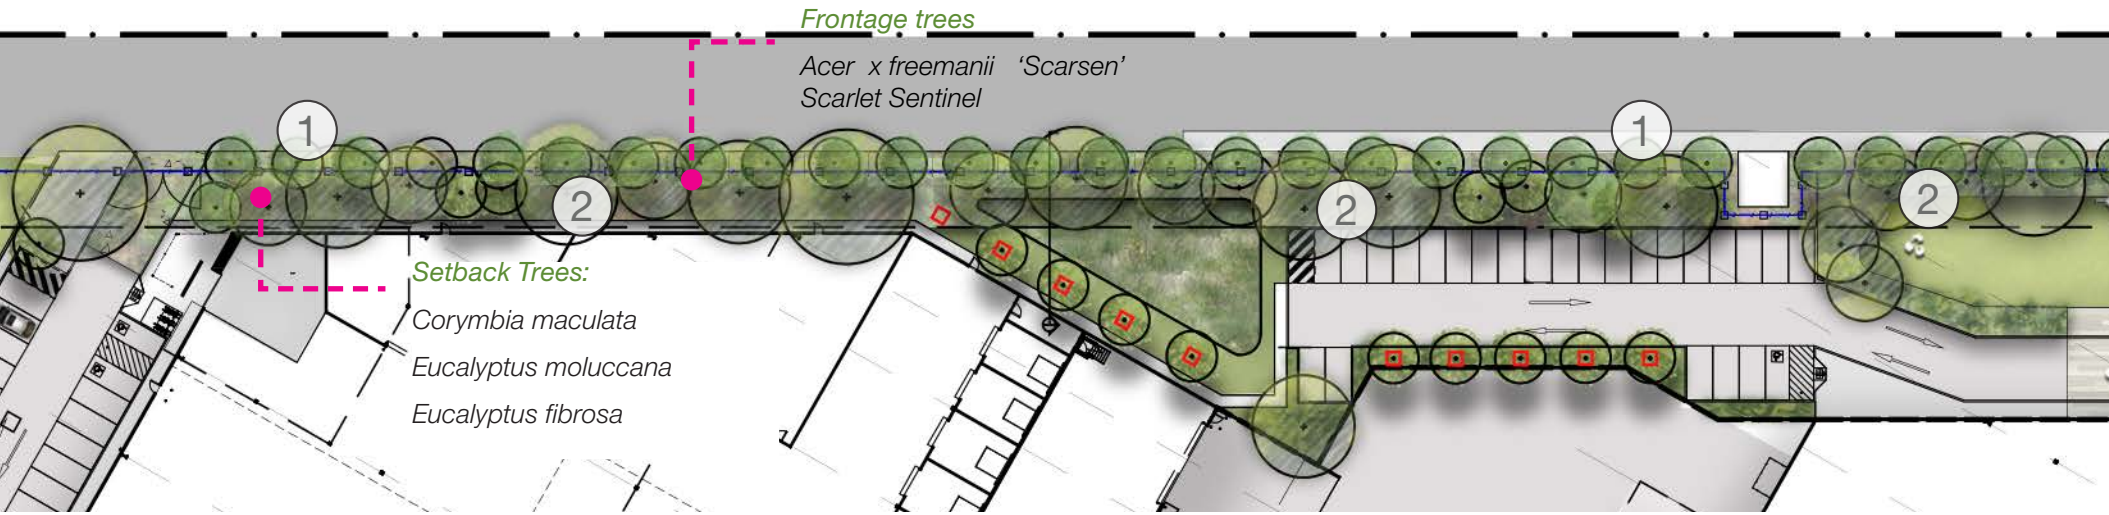 Frontage trees
Acer x freemanii ‘Scarsen’
Scarlet Sentinel
1
1
2
2
2
Setback Trees:
Corymbia maculata
Eucalyptus moluccana
Eucalyptus fibrosa